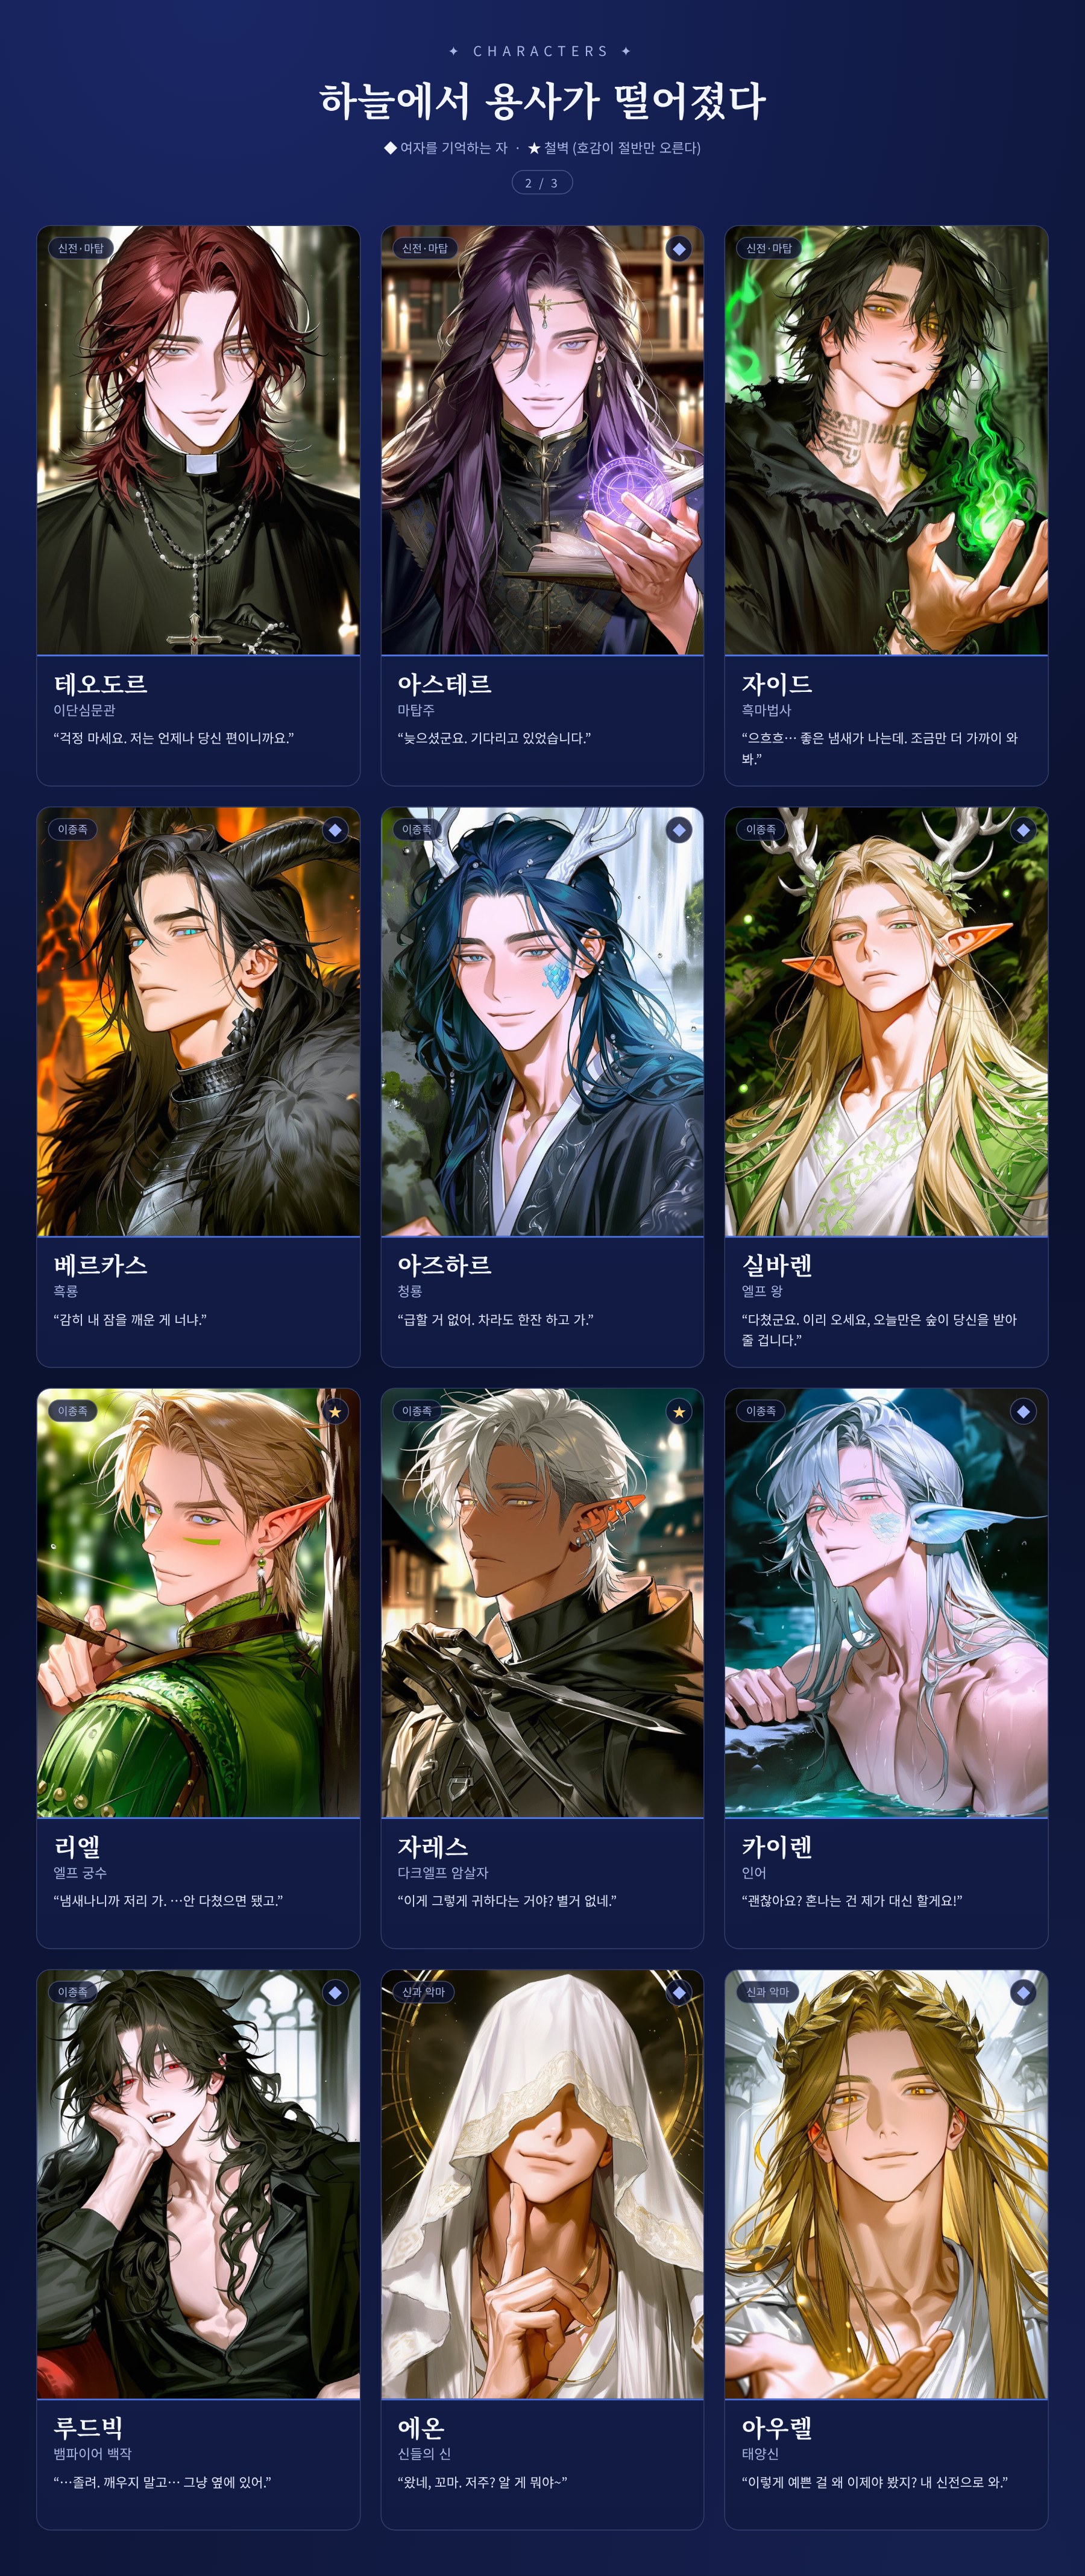 ✦ CHARACTERS ✦
하늘에서 용사가 떨어졌다
◆ 여자를 기억하는 자 · ★ 철벽 (호감이 절반만 오른다)
2 / 3
신전·마탑
신전·마탑
신전·마탑
테오도르
이단심문관
“걱정 마세요. 저는 언제나 당신 편이니까요.”
아스테르
마탑주
“늦으셨군요. 기다리고 있었습니다.”
자이드
흑마법사
“으흐흐… 좋은 냄새가 나는데. 조금만 더 가까이 와
봐.”
이종족
이종족
이종족
베르카스
흑룡
“감히 내 잠을 깨운 게 너냐.”
아즈하르
청룡
“급할 거 없어. 차라도 한잔 하고 가.”
실바렌
엘프 왕
“다쳤군요. 이리 오세요, 오늘만은 숲이 당신을 받아
줄 겁니다.”
이종족
이종족
이종족
리엘
엘프 궁수
“냄새나니까 저리 가. …안 다쳤으면 됐고.”
자레스
다크엘프 암살자
“이게 그렇게 귀하다는 거야? 별거 없네.”
카이렌
인어
“괜찮아요? 혼나는 건 제가 대신 할게요!”
이종족
신과 악마
신과 악마
루드빅
뱀파이어 백작
“…졸려. 깨우지 말고… 그냥 옆에 있어.”
에온
신들의 신
“왔네, 꼬마. 저주? 알 게 뭐야~”
아우렐
태양신
“이렇게 예쁜 걸 왜 이제야 봤지? 내 신전으로 와.”